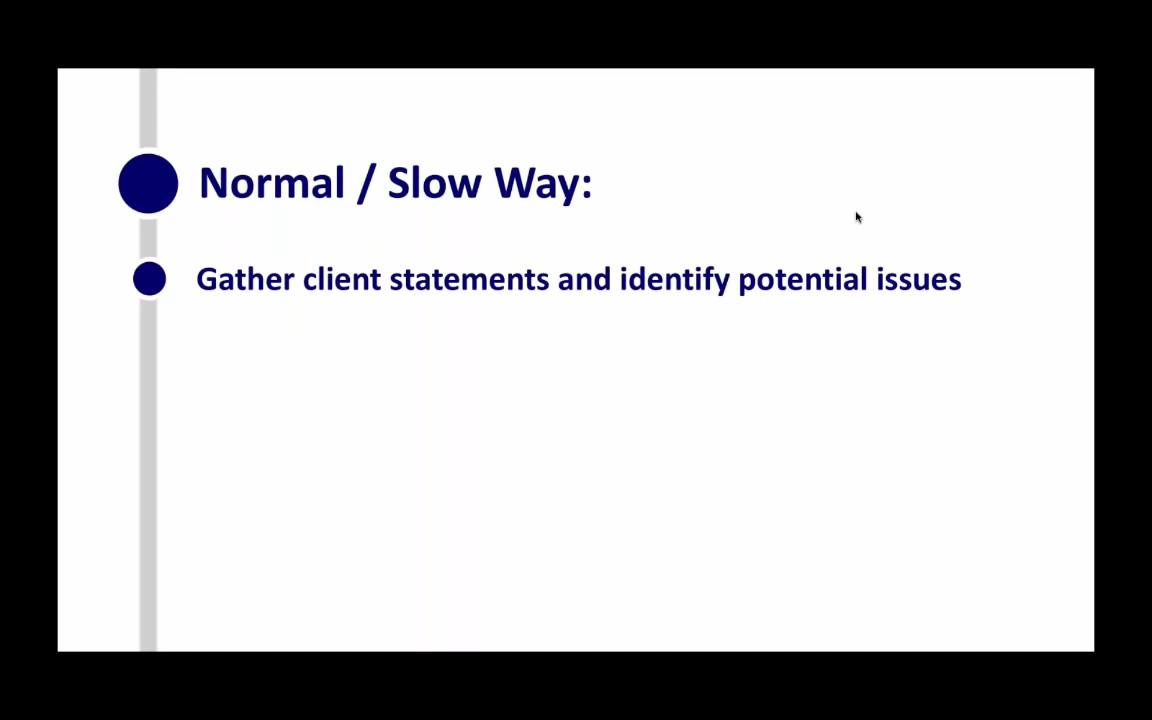 Normal / Slow Way:
Gather client statements and identify potential issues